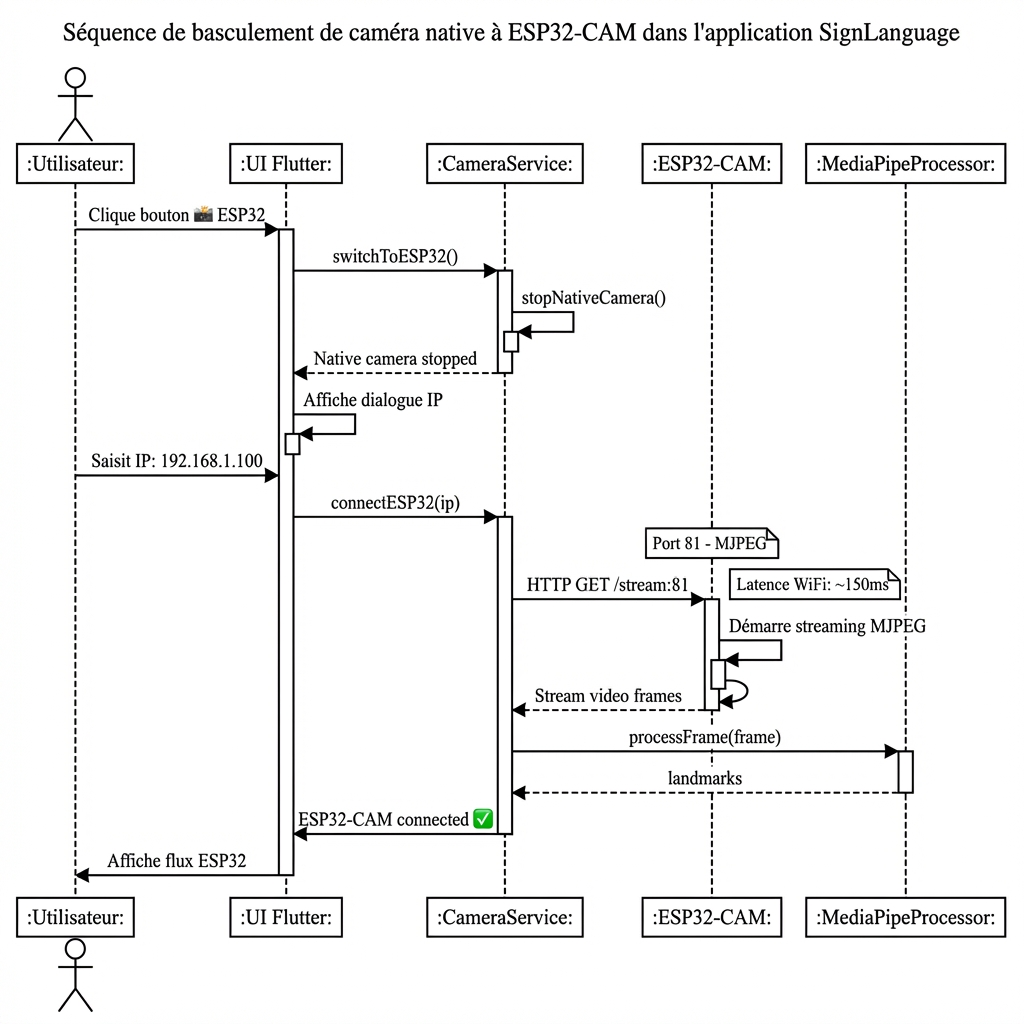 Séquence de basculement de caméra native à ESP32-CAM dans l'application SignLanguage
:Utilisateur: :UI Flutter: :CameraService: :ESP32-CAM: :MediaPipeProcessor:
Clique bouton 📸 ESP32
switchToESP32()
stopNativeCamera()
Native camera stopped
Affiche dialogue IP
Saisit IP: 192.168.1.100
connectESP32(ip)
Port 81 - MJPEG
HTTP GET /stream:81
Latence WiFi: ~150ms
Démarre streaming MJPEG
Stream video frames
processFrame(frame)
landmarks
ESP32-CAM connected ✅
Affiche flux ESP32
:Utilisateur: :UI Flutter: :CameraService: :ESP32-CAM: :MediaPipeProcessor: